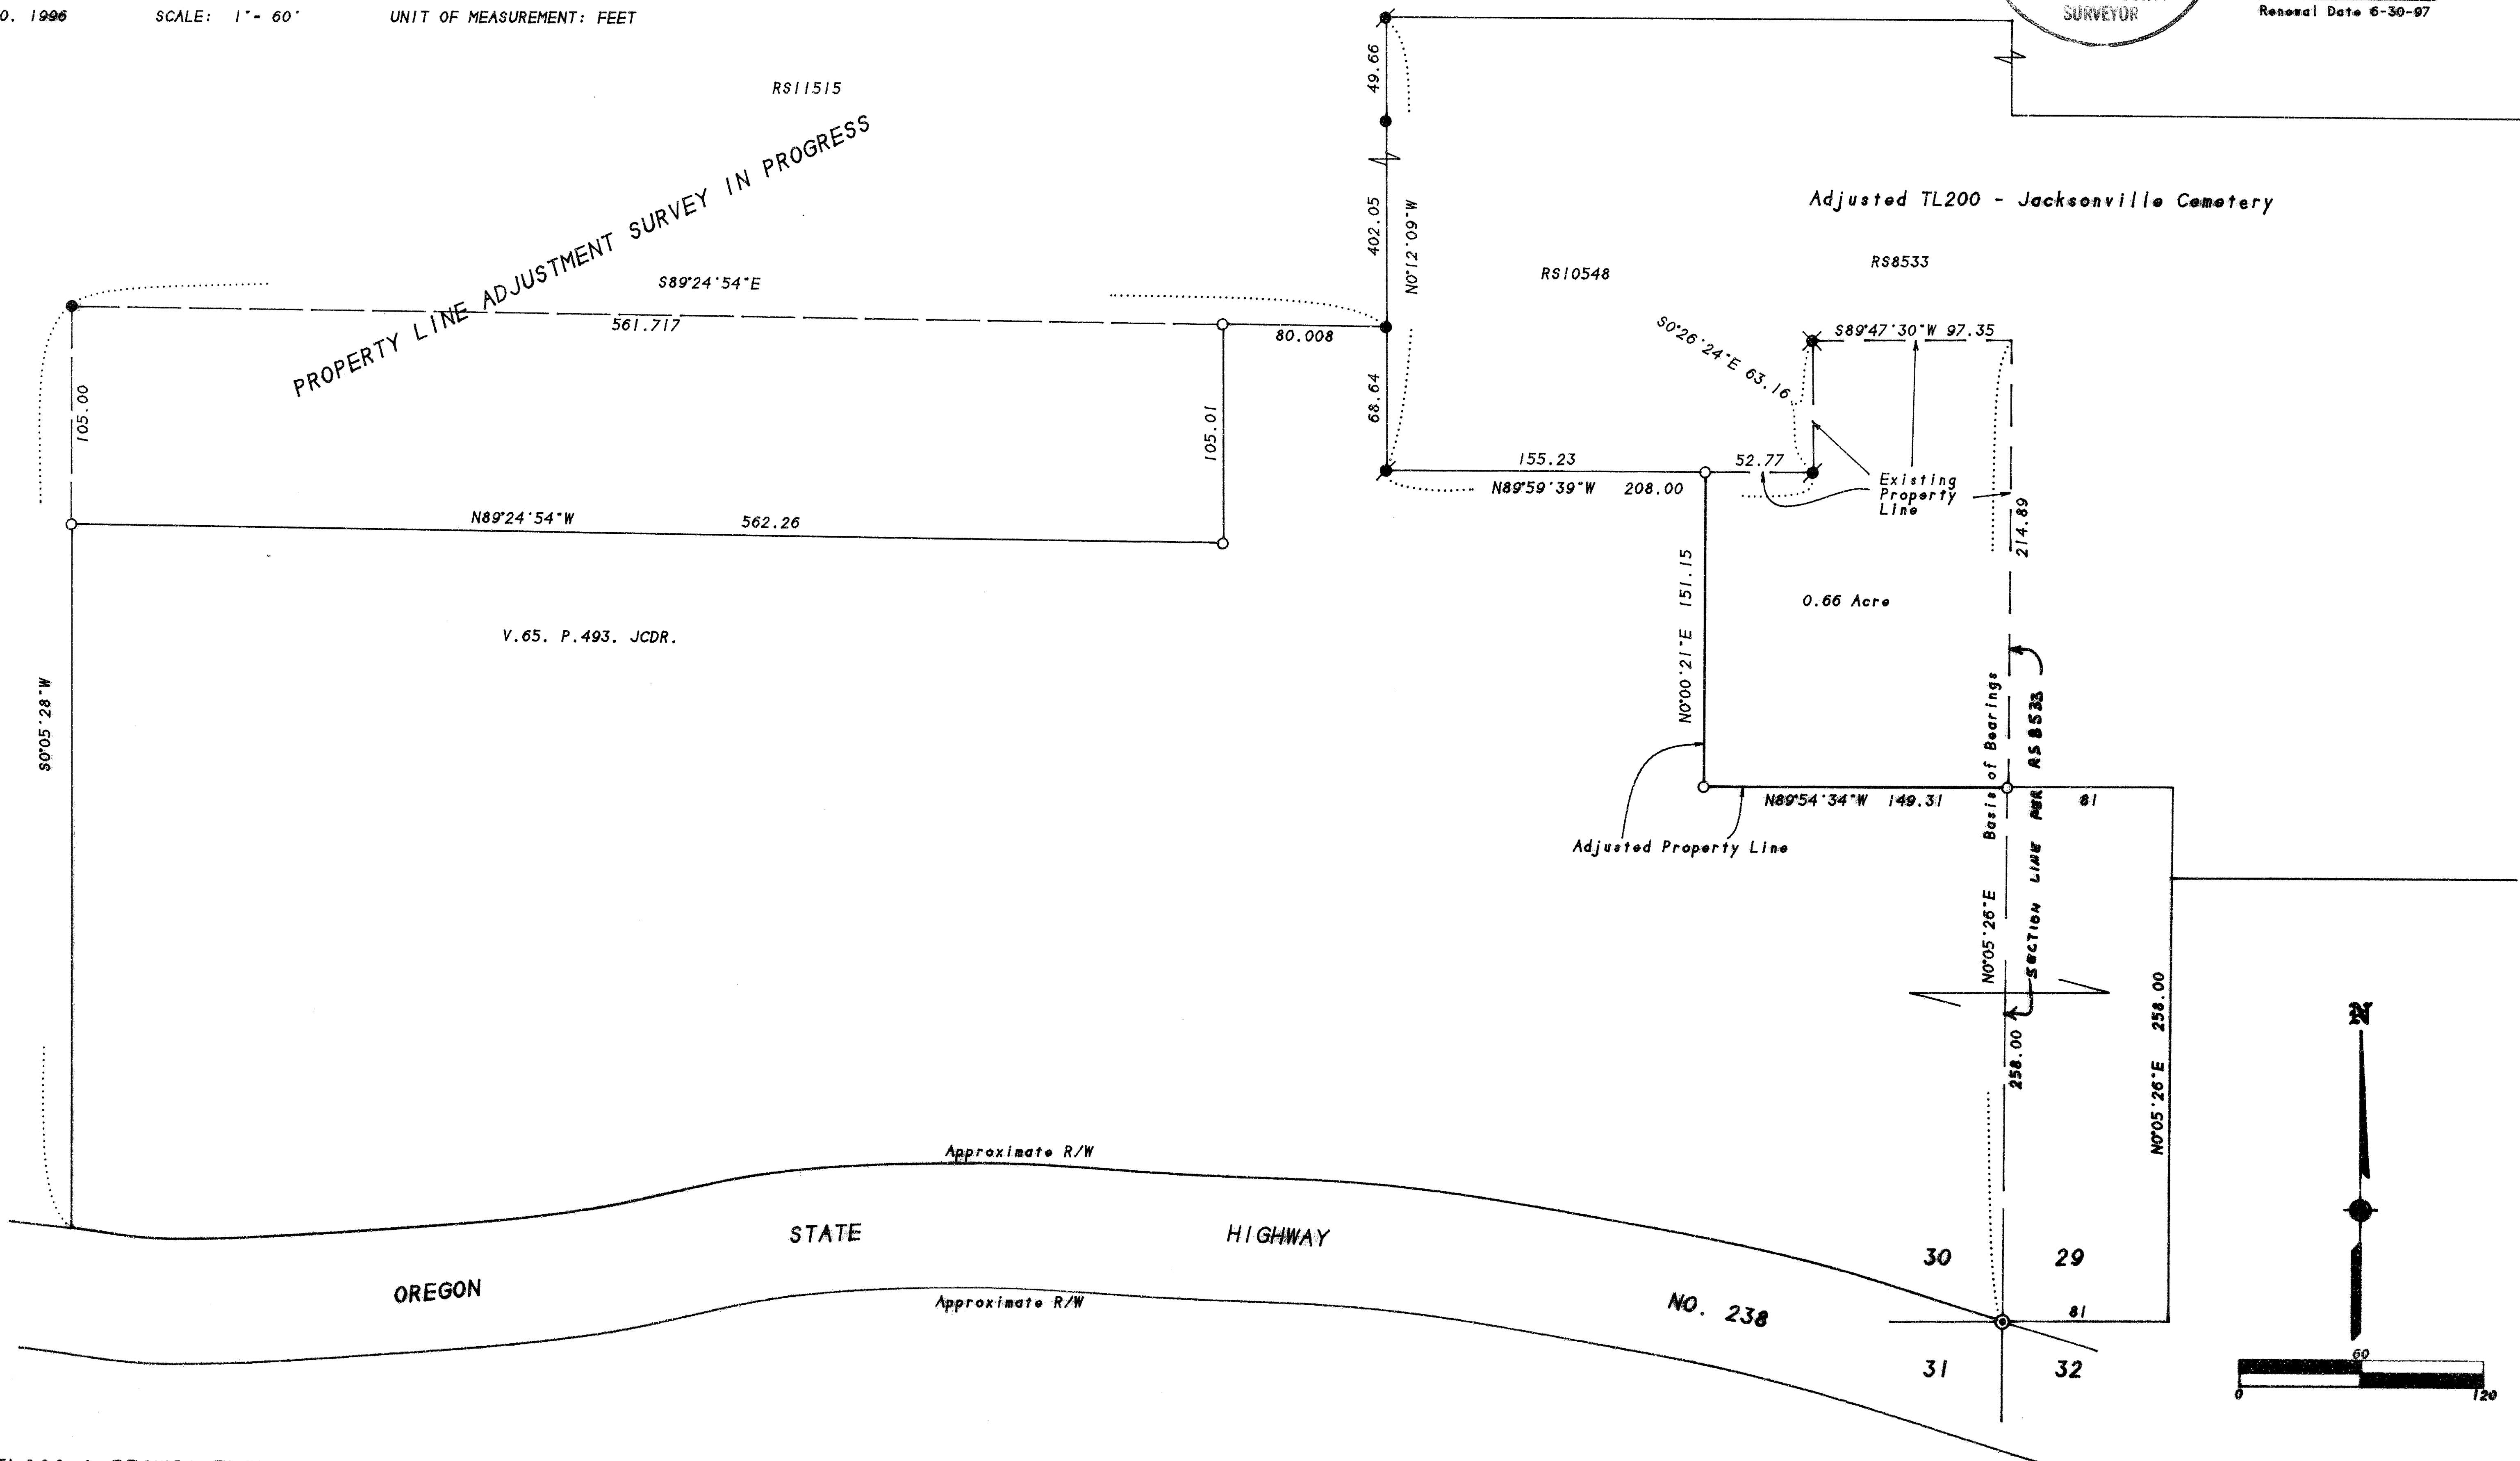 0. 1996 SCALE: 1"- 60' UNIT OF MEASUREMENT: FEET
SURVEYOR
Renewal Date 6-30-97
RS11515
PROPERTY LINE ADJUSTMENT SURVEY IN PROGRESS
49.66
402.05
N0°21'09"W
68.64
Adjusted TL200 - Jacksonville Cemetery
RS10548
RS8533
S89°24'54"E
561.717
80.008
105.00
105.01
N89°24'54"W 562.26
S0°26'24"E 63.16
S89°47'30"W 97.35
155.23
52.77
N89°59'39"W 208.00
Existing
Property
Line
214.89
N0°00'21"E 151.15
0.66 Acre
V.65. P.493. JCDR.
S0°05'28"W
N0°05'26"E Basis of Bearings
SECTION LINE PER RS 8533
N89°54'34"W 149.31
81
Adjusted Property Line
258.00
N0°05'26"E 258.00
N
Approximate R/W
OREGON STATE HIGHWAY NO. 238
Approximate R/W
30
29
81
31
32
60
0
120